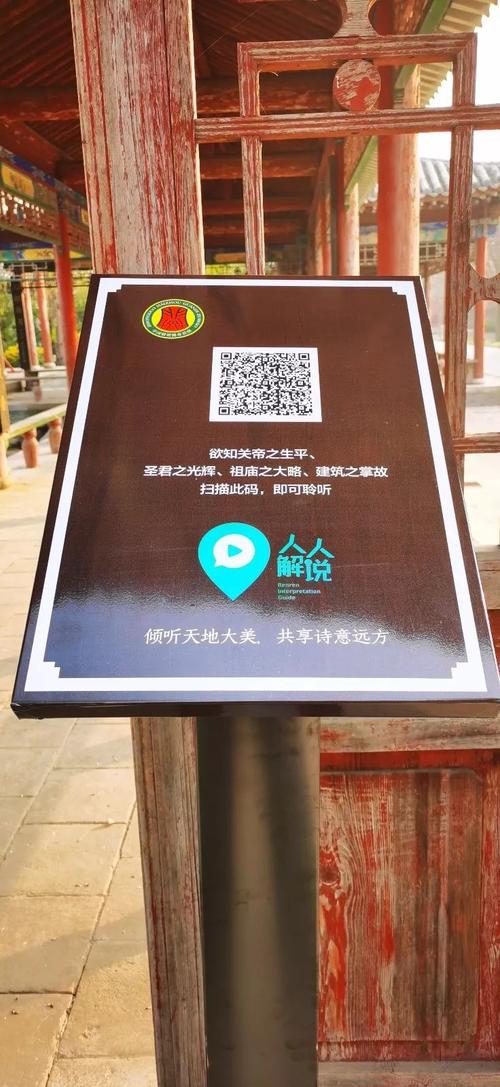 欲知关帝之生平、
圣君之光辉、祖庙之大略、建筑之掌故
扫描此码，即可聆听
人人
解说
Renren
Interpretation
Guide
倾听天地大美，共享诗意远方